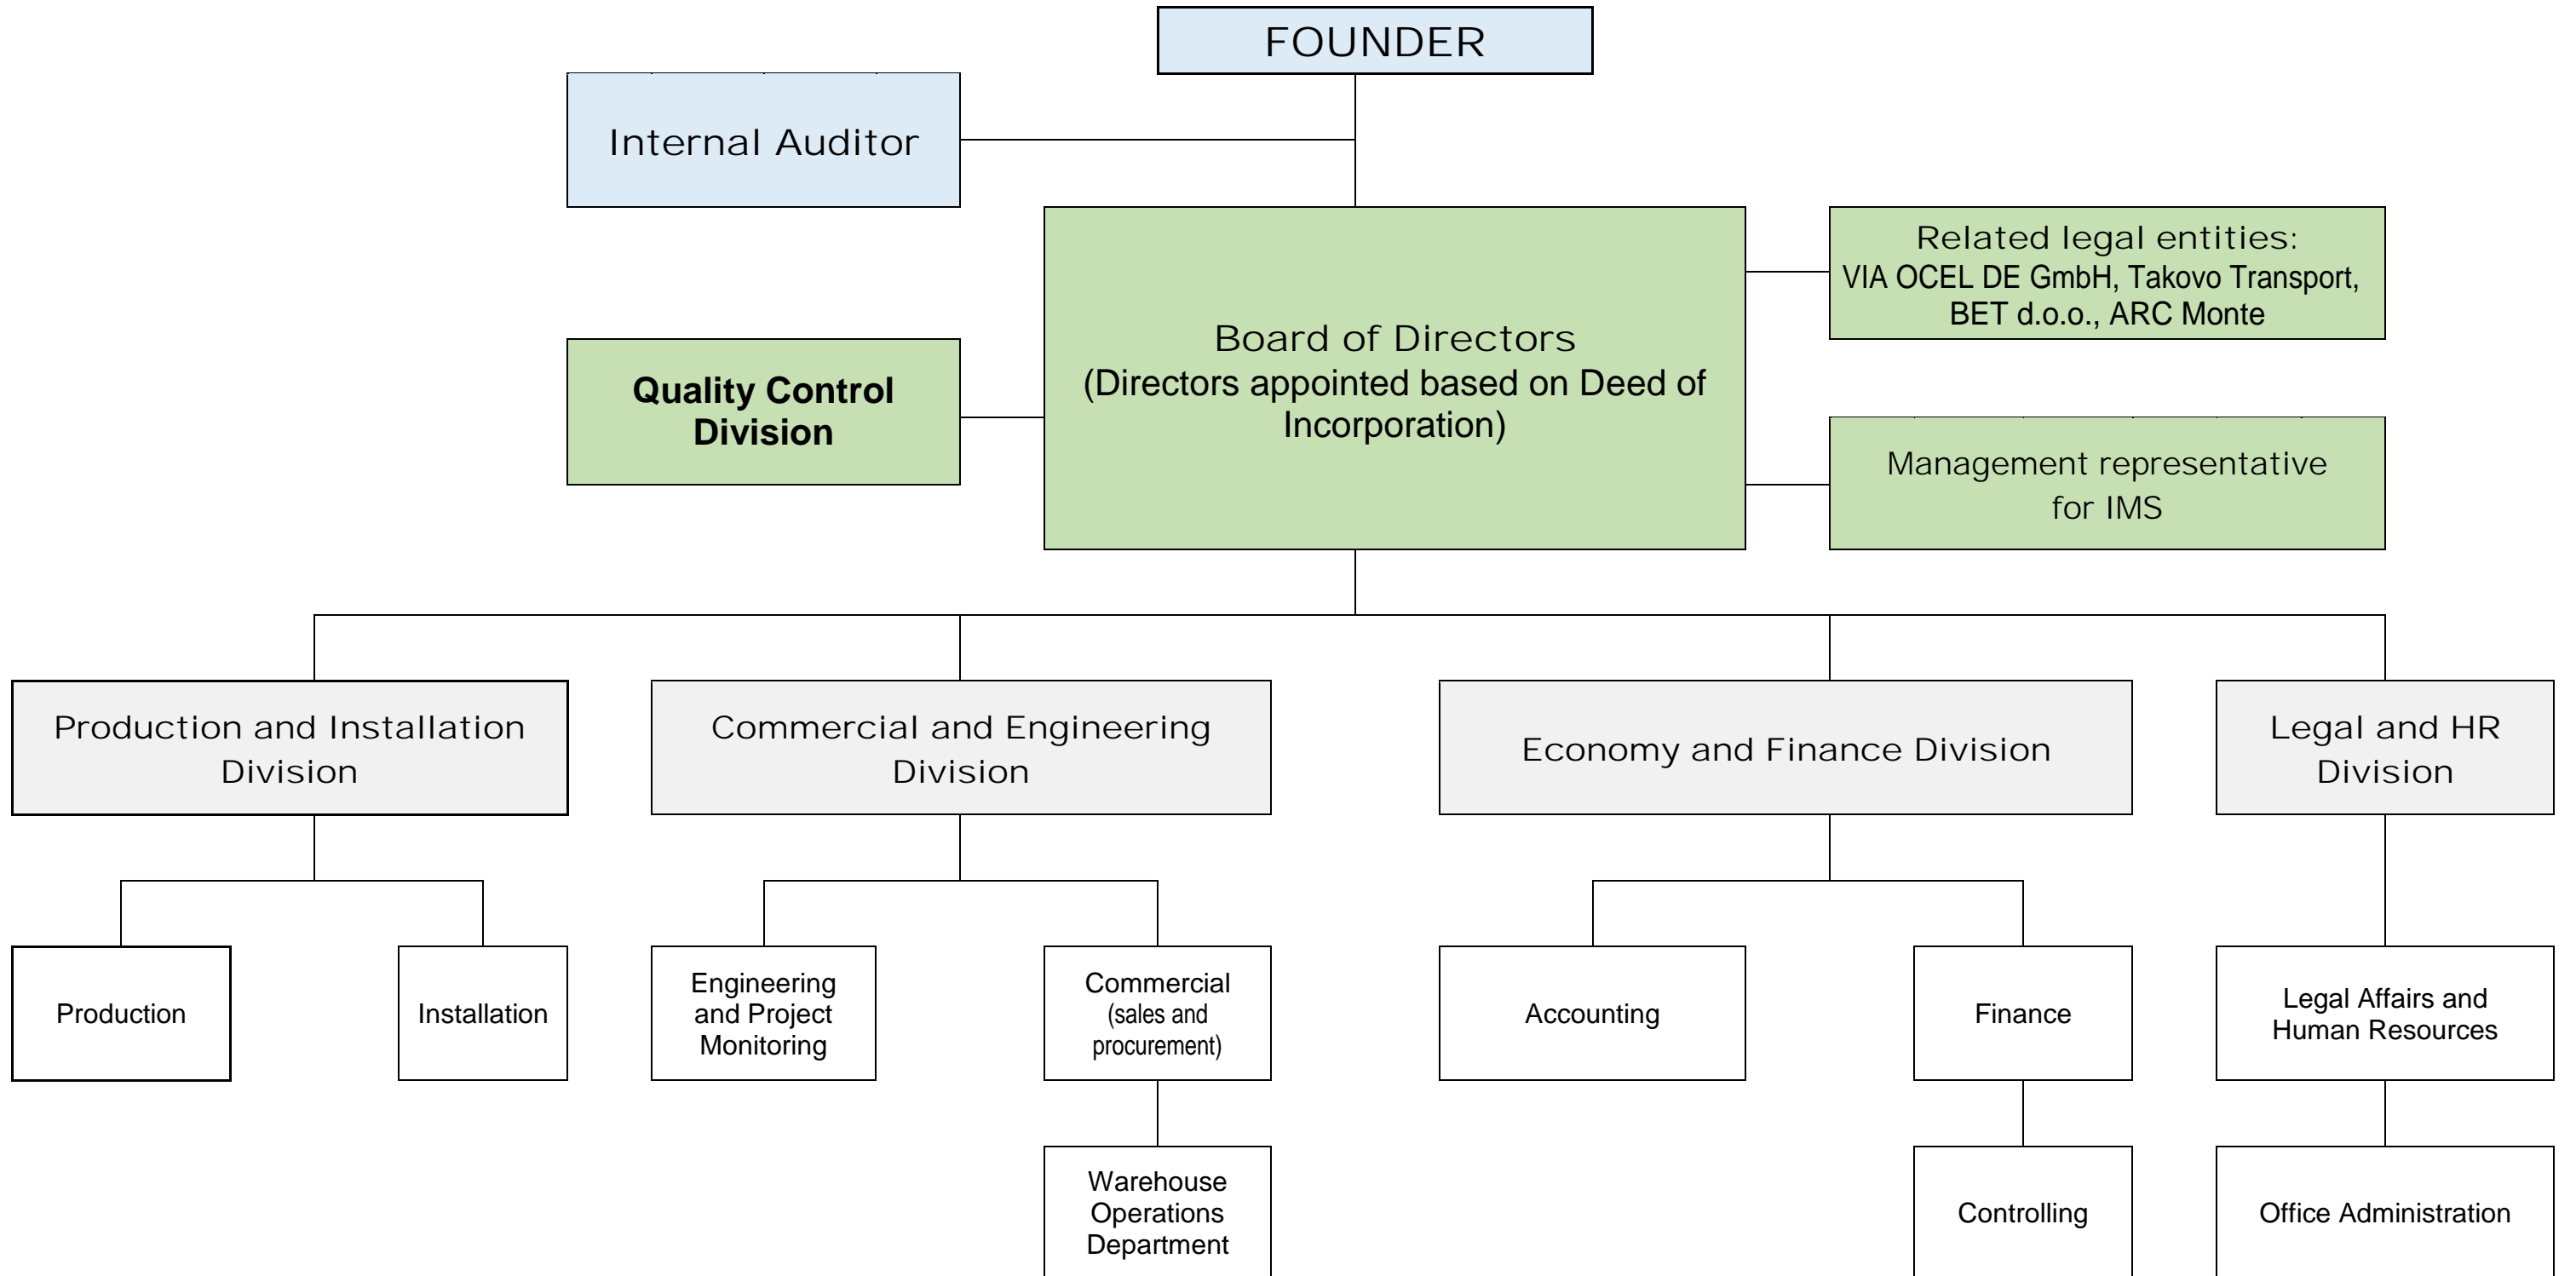 FOUNDER
Internal Auditor
Related legal entities:
VIA OCEL DE GmbH, Takovo Transport,
BET d.o.o., ARC Monte
Board of Directors
(Directors appointed based on Deed of
Incorporation)
Quality Control
Division
Management representative
for IMS
Production and Installation
Division
Commercial and Engineering
Division
Economy and Finance Division
Legal and HR
Division
Production
Installation
Engineering
and Project
Monitoring
Commercial
(sales and
procurement)
Accounting
Finance
Legal Affairs and
Human Resources
Warehouse
Operations
Department
Controlling
Office Administration